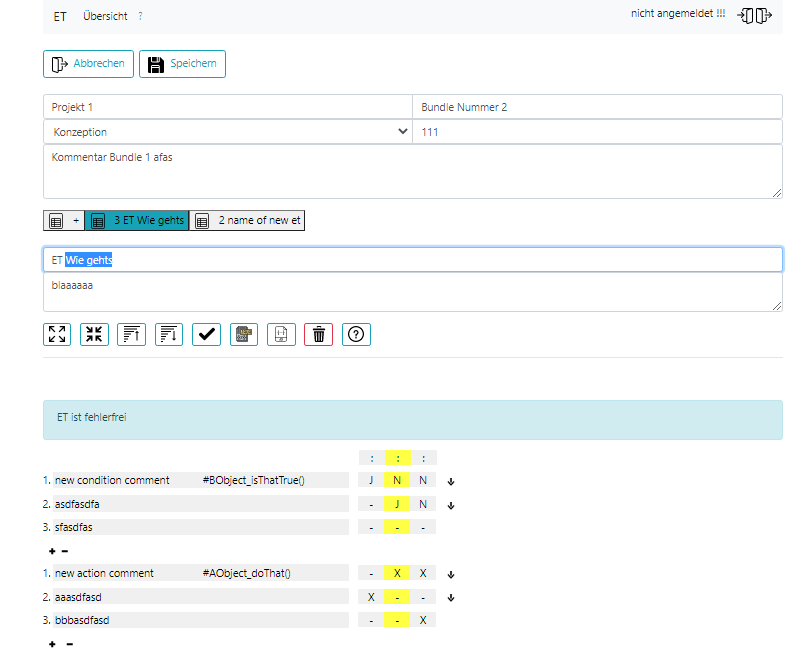 ET Übersicht ? nicht angemeldet !!!
Abbrechen Speichern
Projekt 1 Bundle Nummer 2
Konzeption 111
Kommentar Bundle 1 afas
+ 3 ET Wie gehts 2 name of new et
ET Wie gehts
blaaaaaa
ET ist fehlerfrei
: : :
1. new condition comment #BObject_isThatTrue() J N N
2. asdfasdfa - J N
3. sfasdfas - - -
+ -
1. new action comment #AObject_doThat() - X X
2. aaasdfasd X - -
3. bbbasdfasd - - X
+ -